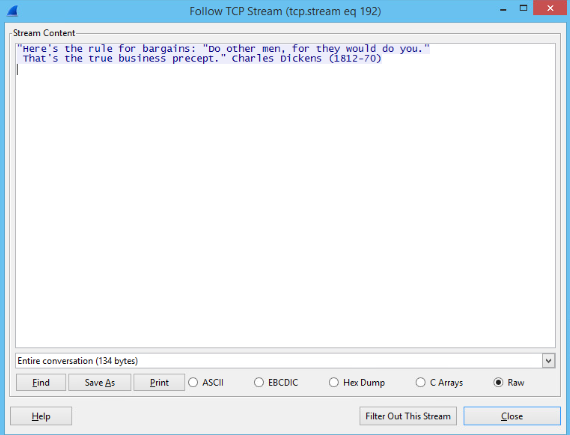 Follow TCP Stream (tcp.stream eq 192)
Stream Content
"Here's the rule for bargains: "Do other men, for they would do you."
That's the true business precept." Charles Dickens (1812-70)
Entire conversation (134 bytes)
Find Save As Print ASCII EBCDIC Hex Dump C Arrays Raw
Help Filter Out This Stream Close